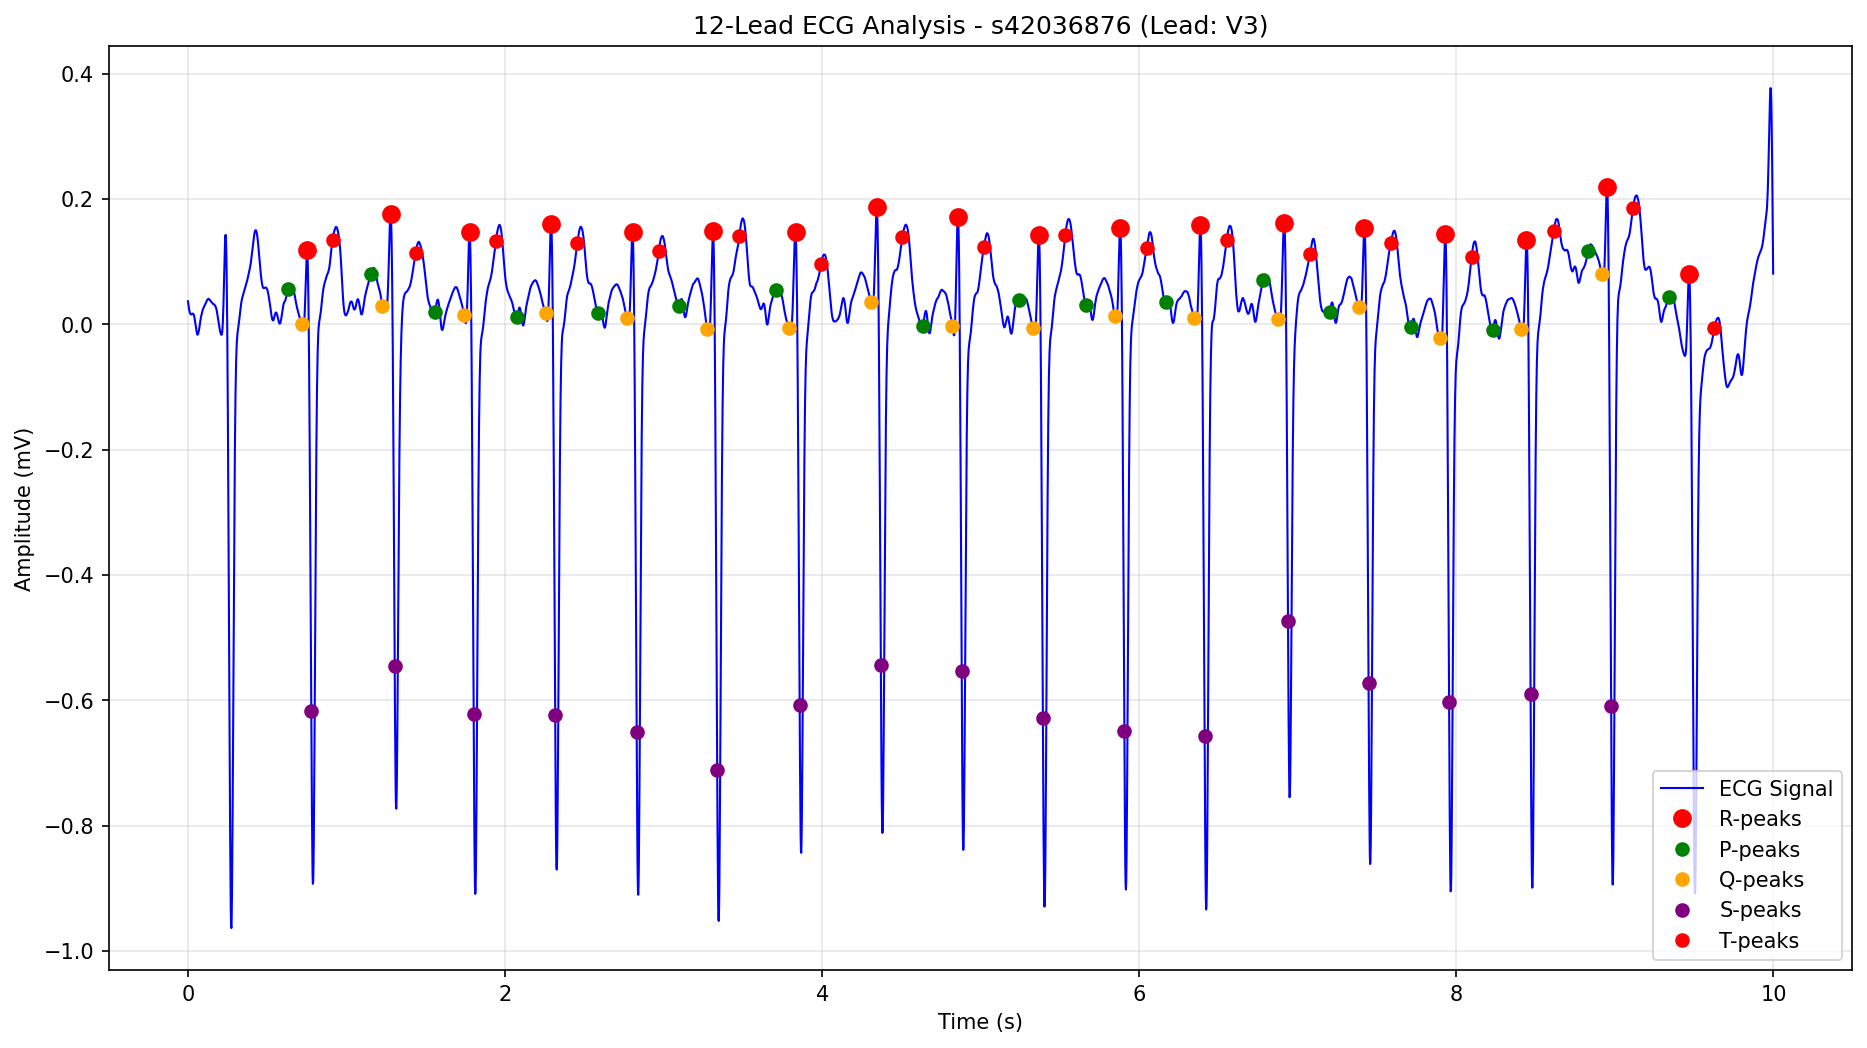 12-Lead ECG Analysis - s42036876 (Lead: V3)
Amplitude (mV)
0.4
0.2
0.0
−0.2
−0.4
−0.6
−0.8
−1.0
0
2
4
6
8
10
Time (s)
ECG Signal
R-peaks
P-peaks
Q-peaks
S-peaks
T-peaks